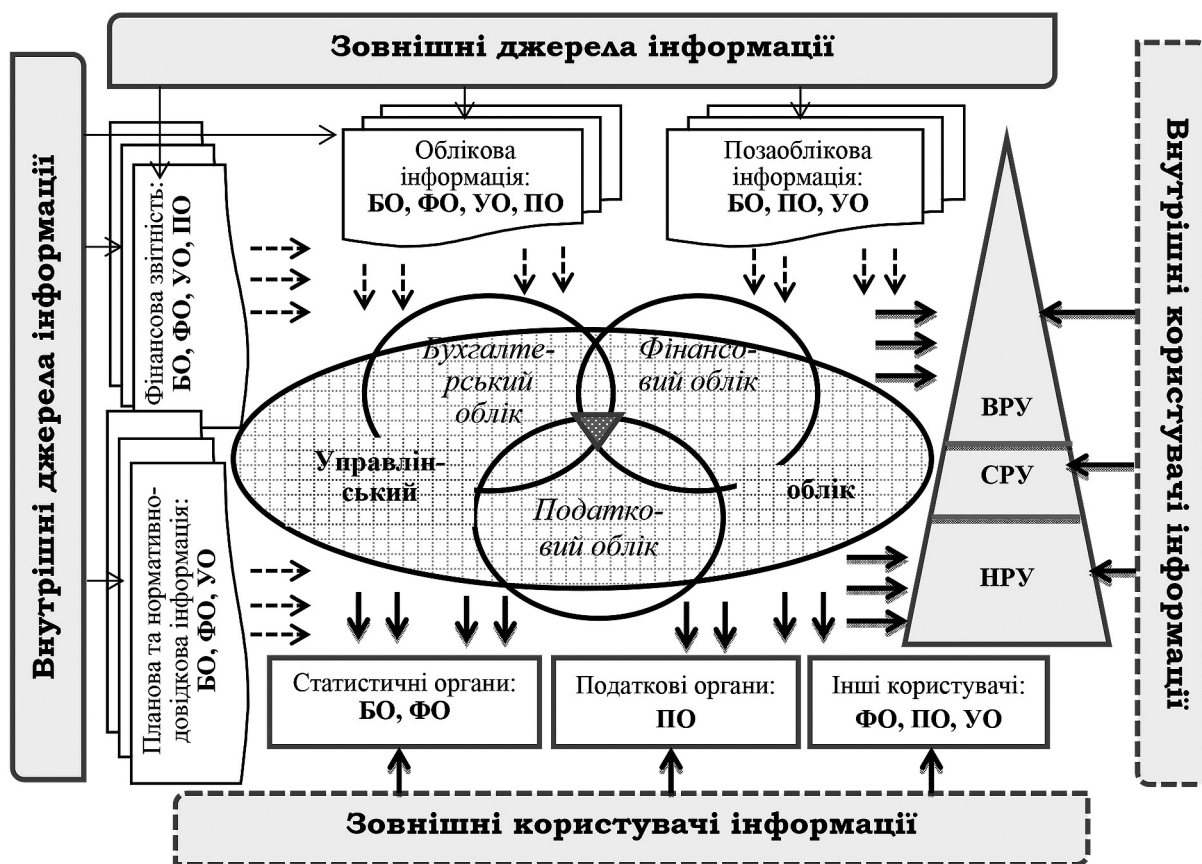 Зовнішні джерела інформації
Внутрішні джерела інформації
Фінансова звітність:
БО, ФО, УО, ПО
Облікова
інформація:
БО, ФО, УО, ПО
Позаоблікова
інформація:
БО, ПО, УО
Внутрішні користувачі інформації
Бухгалте-
рський
облік
Фінансо-
вий облік
Управлін-
ський
облік
Податко-
вий облік
ВРУ
СРУ
НРУ
Планова та нормативно-
довідкова інформація:
БО, ФО, УО
Статистичні органи:
БО, ФО
Податкові органи:
ПО
Інші користувачі:
ФО, ПО, УО
Зовнішні користувачі інформації